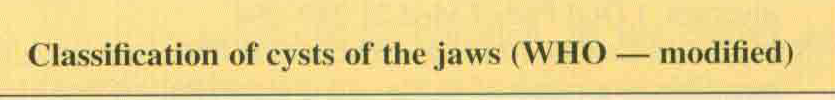 Classification of cysts of the jaws (WHO — modified)